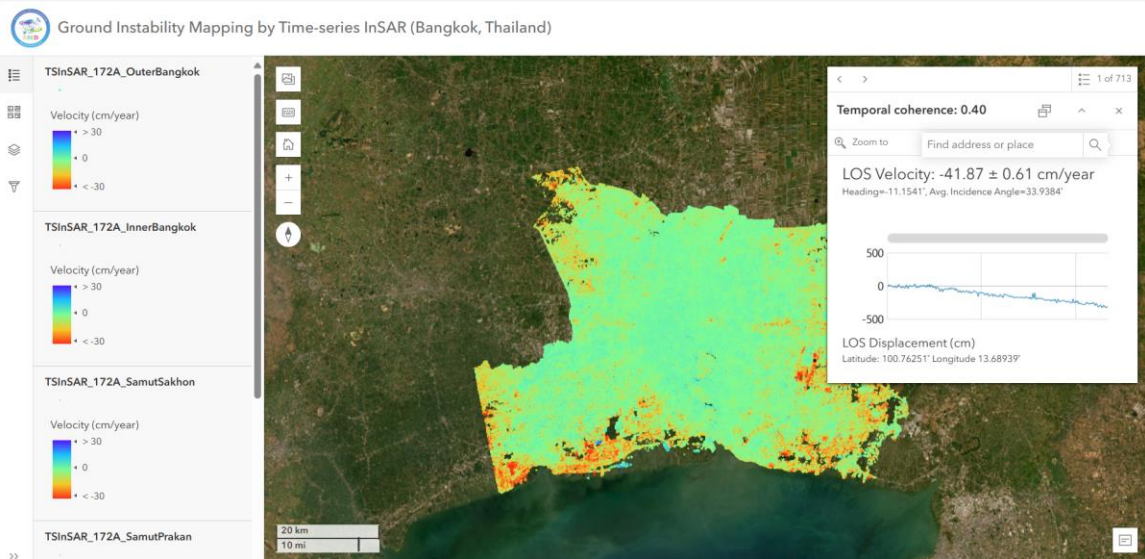 Ground Instability Mapping by Time-series InSAR (Bangkok, Thailand)
TSInSAR_172A_OuterBangkok
Velocity (cm/year)
> 30
0
< -30
TSInSAR_172A_InnerBangkok
Velocity (cm/year)
> 30
0
< -30
TSInSAR_172A_SamutSakhon
Velocity (cm/year)
> 30
0
< -30
TSInSAR_172A_SamutPrakan
20 km
10 mi
1 of 713
Temporal coherence: 0.40
Zoom to
Find address or place
LOS Velocity: -41.87 ± 0.61 cm/year
Heading=-11.1541°, Avg. Incidence Angle=33.9384°
500
0
-500
LOS Displacement (cm)
Latitude: 100.76251° Longitude 13.68939°